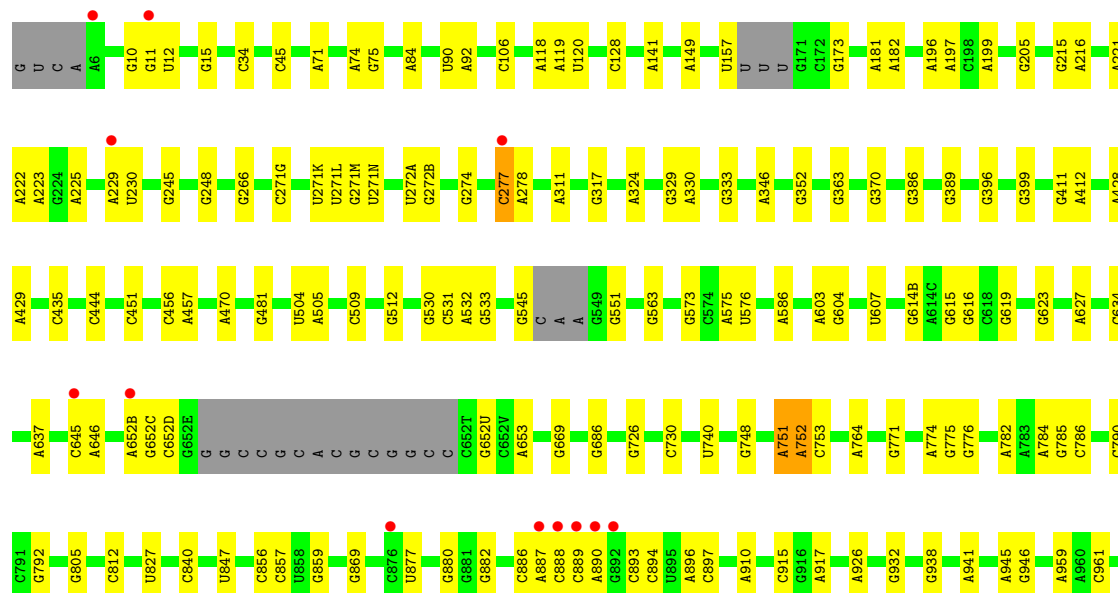 G U C A A6 G10 G11 U12 G15 C34 C45 A71 A74 G75 A84 U90 A92 C106 A118 A119 U120 C128 A141 A149 U157 U U U G171 C172 G173 A181 A182 A196 A197 C198 A199 G205 G215 A216 A221
A222 A223 G224 A225 A229 U230 G245 G248 G266 C271G U271K U271L G271M U271N U272A G272B G274 C277 A278 A311 G317 A324 G329 A330 G333 A346 G352 G363 G370 G386 G389 G396 G399 G411 A412 A428
A429 C435 C444 C451 C456 A457 A470 G481 U504 A505 C509 G512 G530 C531 A532 G533 G545 C A A G549 G551 G563 G573 C574 A575 U576 A586 A603 G604 U607 G614B A614C G615 G616 C618 G619 G623 A627
A637 C645 A646 A652B G652C C652D G652E G G C C G C A C G G C C C652T G652U C652V A653 G669 G686 G726 C730 U740 G748 A751 A752 C753 A764 G771 A774 G775 G776 A782 A783 A784 G785 C786
C791 G792 G805 C812 U827 C840 U847 C856 C857 U858 G859 G869 C876 U877 G880 G881 G882 C886 A887 C888 C889 A890 G892 C893 C894 U895 A896 C897 A910 C915 G916 A917 A926 G932 G938 A941 A945 G946 A959 A960 C961